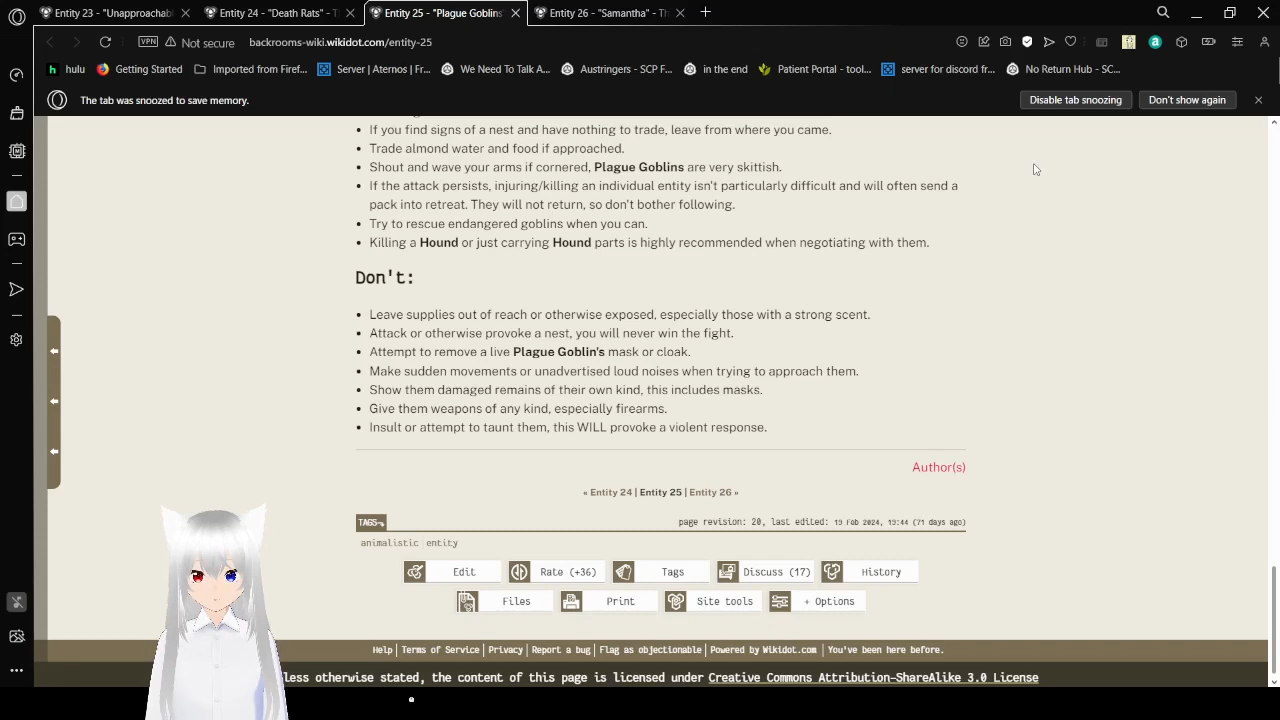 Entity 23 - "Unapproachabl
Entity 24 - "Death Rats" - T
Entity 25 - "Plague Goblins"
Entity 26 - "Samantha" - Th
VPN Not secure backrooms-wiki.wikidot.com/entity-25
hulu Getting Started Imported from Firef... Server | Aternos | Fr... We Need To Talk A... Austringers - SCP F... in the end Patient Portal - tool... server for discord fr... No Return Hub - SC...
The tab was snoozed to save memory. Disable tab snoozing Don't show again
If you find signs of a nest and have nothing to trade, leave from where you came.
Trade almond water and food if approached.
Shout and wave your arms if cornered, Plague Goblins are very skittish.
If the attack persists, injuring/killing an individual entity isn't particularly difficult and will often send a
pack into retreat. They will not return, so don't bother following.
Try to rescue endangered goblins when you can.
Killing a Hound or just carrying Hound parts is highly recommended when negotiating with them.
Don't:
Leave supplies out of reach or otherwise exposed, especially those with a strong scent.
Attack or otherwise provoke a nest, you will never win the fight.
Attempt to remove a live Plague Goblin's mask or cloak.
Make sudden movements or unadvertised loud noises when trying to approach them.
Show them damaged remains of their own kind, this includes masks.
Give them weapons of any kind, especially firearms.
Insult or attempt to taunt them, this WILL provoke a violent response.
Author(s)
« Entity 24 | Entity 25 | Entity 26 »
TAGS page revision: 20, last edited: 19 Feb 2024, 19:44 (71 days ago)
animalistic entity
Edit Rate (+36) Tags Discuss (17) History
Files Print Site tools + Options
Help | Terms of Service | Privacy | Report a bug | Flag as objectionable | Powered by Wikidot.com | You've been here before.
less otherwise stated, the content of this page is licensed under Creative Commons Attribution-ShareAlike 3.0 License